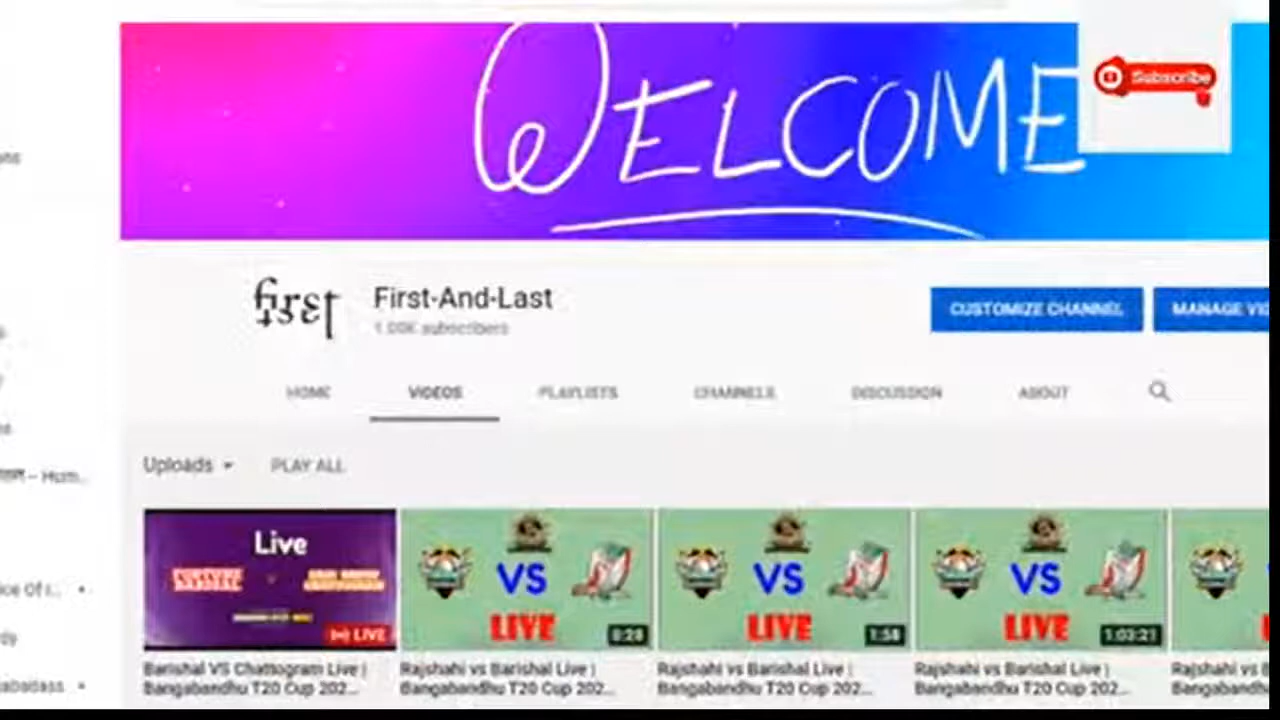 WELCOME
Subscribe
First-And-Last
subscribers
CUSTOMIZE CHANNEL
MANAGE
HOME
VIDEOS
PLAYLISTS
CHANNELS
DISCUSSION
ABOUT
Uploads
PLAY ALL
Live
LIVE
VS
LIVE
0:28
VS
LIVE
1:58
VS
LIVE
1:03:21
Barishal VS Chattogram Live |
Bangabandhu T20 Cup 202...
Rajshahi vs Barishal Live |
Bangabandhu T20 Cup 202...
Rajshahi vs Barishal Live |
Bangabandhu T20 Cup 202...
Rajshahi vs Barishal Live |
Bangabandhu T20 Cup 202...
Rajshahi
Bangaba